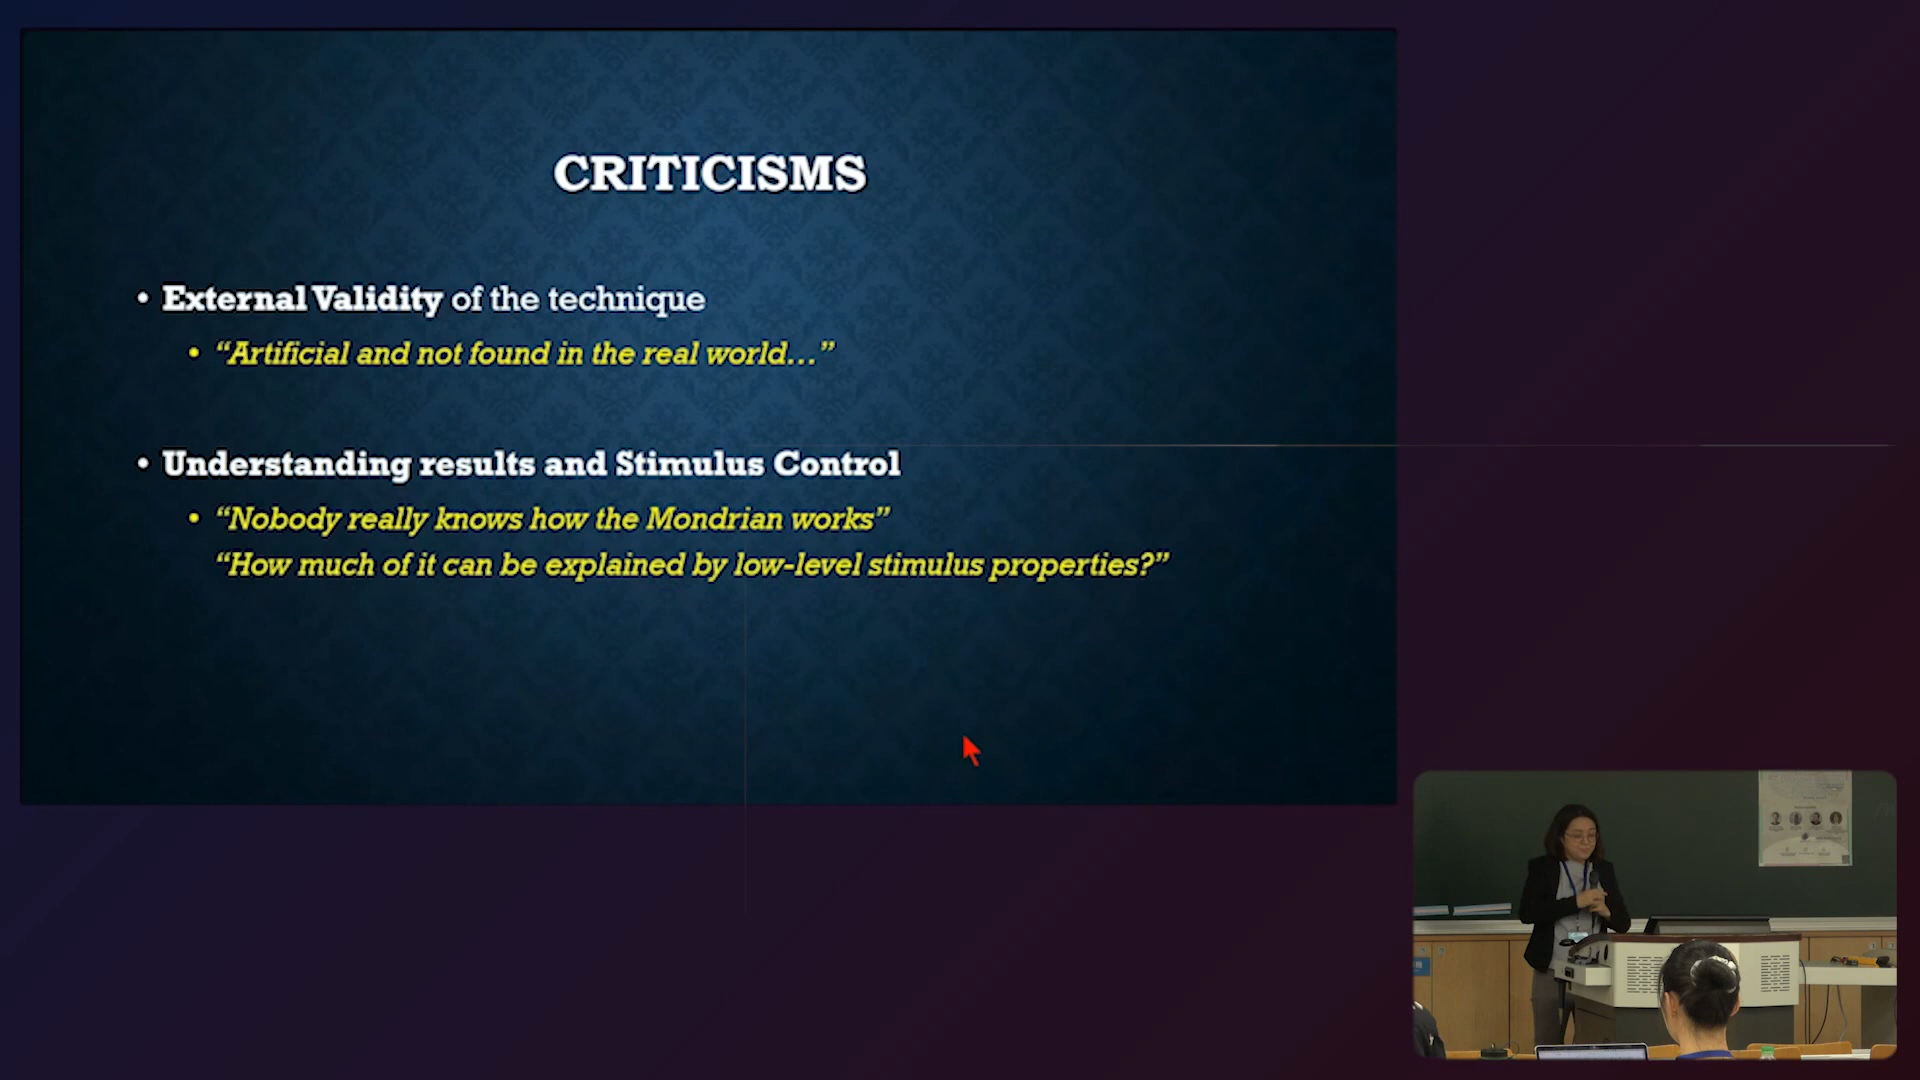 CRITICISMS
• External Validity of the technique
• “Artificial and not found in the real world...”
• Understanding results and Stimulus Control
• “Nobody really knows how the Mondrian works”
“How much of it can be explained by low-level stimulus properties?”